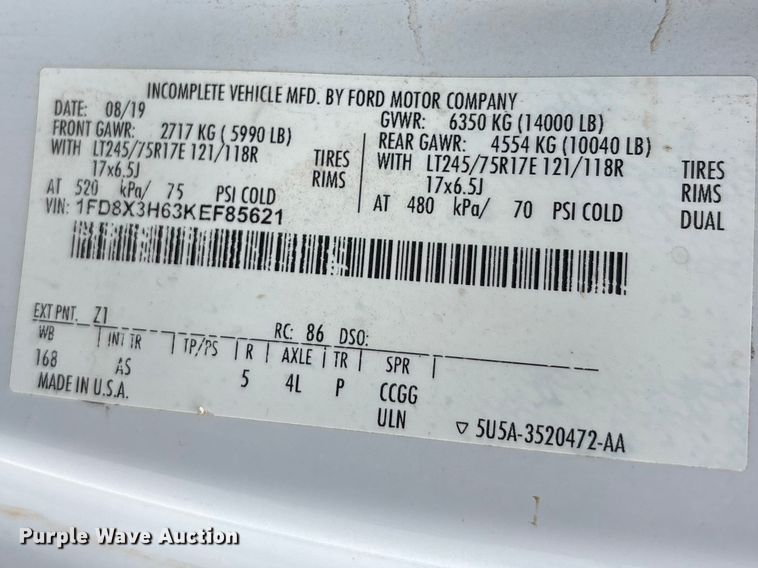 INCOMPLETE VEHICLE MFD. BY FORD MOTOR COMPANY
DATE: 08/19 GVWR: 6350 KG (14000 LB)
FRONT GAWR: 2717 KG ( 5990 LB) REAR GAWR: 4554 KG (10040 LB)
WITH LT245/75R17E 121/118R TIRES WITH LT245/75R17E 121/118R TIRES
17x6.5J RIMS 17x6.5J RIMS
AT 520 kPa/ 75 PSI COLD AT 480 kPa/ 70 PSI COLD DUAL
VIN: 1FD8X3H63KEF85621
EXT PNT: Z1 RC: 86 DSO:
WB INT TR TP/PS R AXLE TR SPR
168 AS 5 4L P CCGG
MADE IN U.S.A. ULN ▽ 5U5A-3520472-AA
Purple Wave Auction